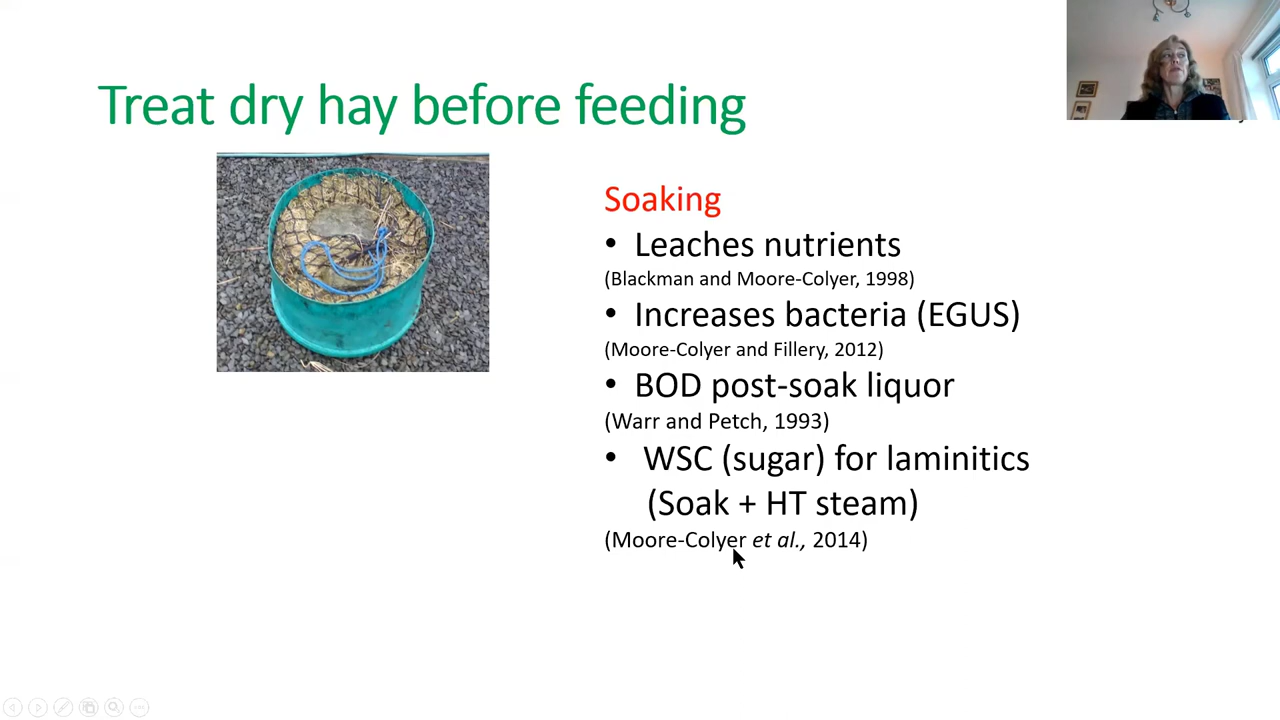 Treat dry hay before feeding
Soaking
• Leaches nutrients
(Blackman and Moore-Colyer, 1998)
• Increases bacteria (EGUS)
(Moore-Colyer and Fillery, 2012)
• BOD post-soak liquor
(Warr and Petch, 1993)
• WSC (sugar) for laminitics
(Soak + HT steam)
(Moore-Colyer et al., 2014)